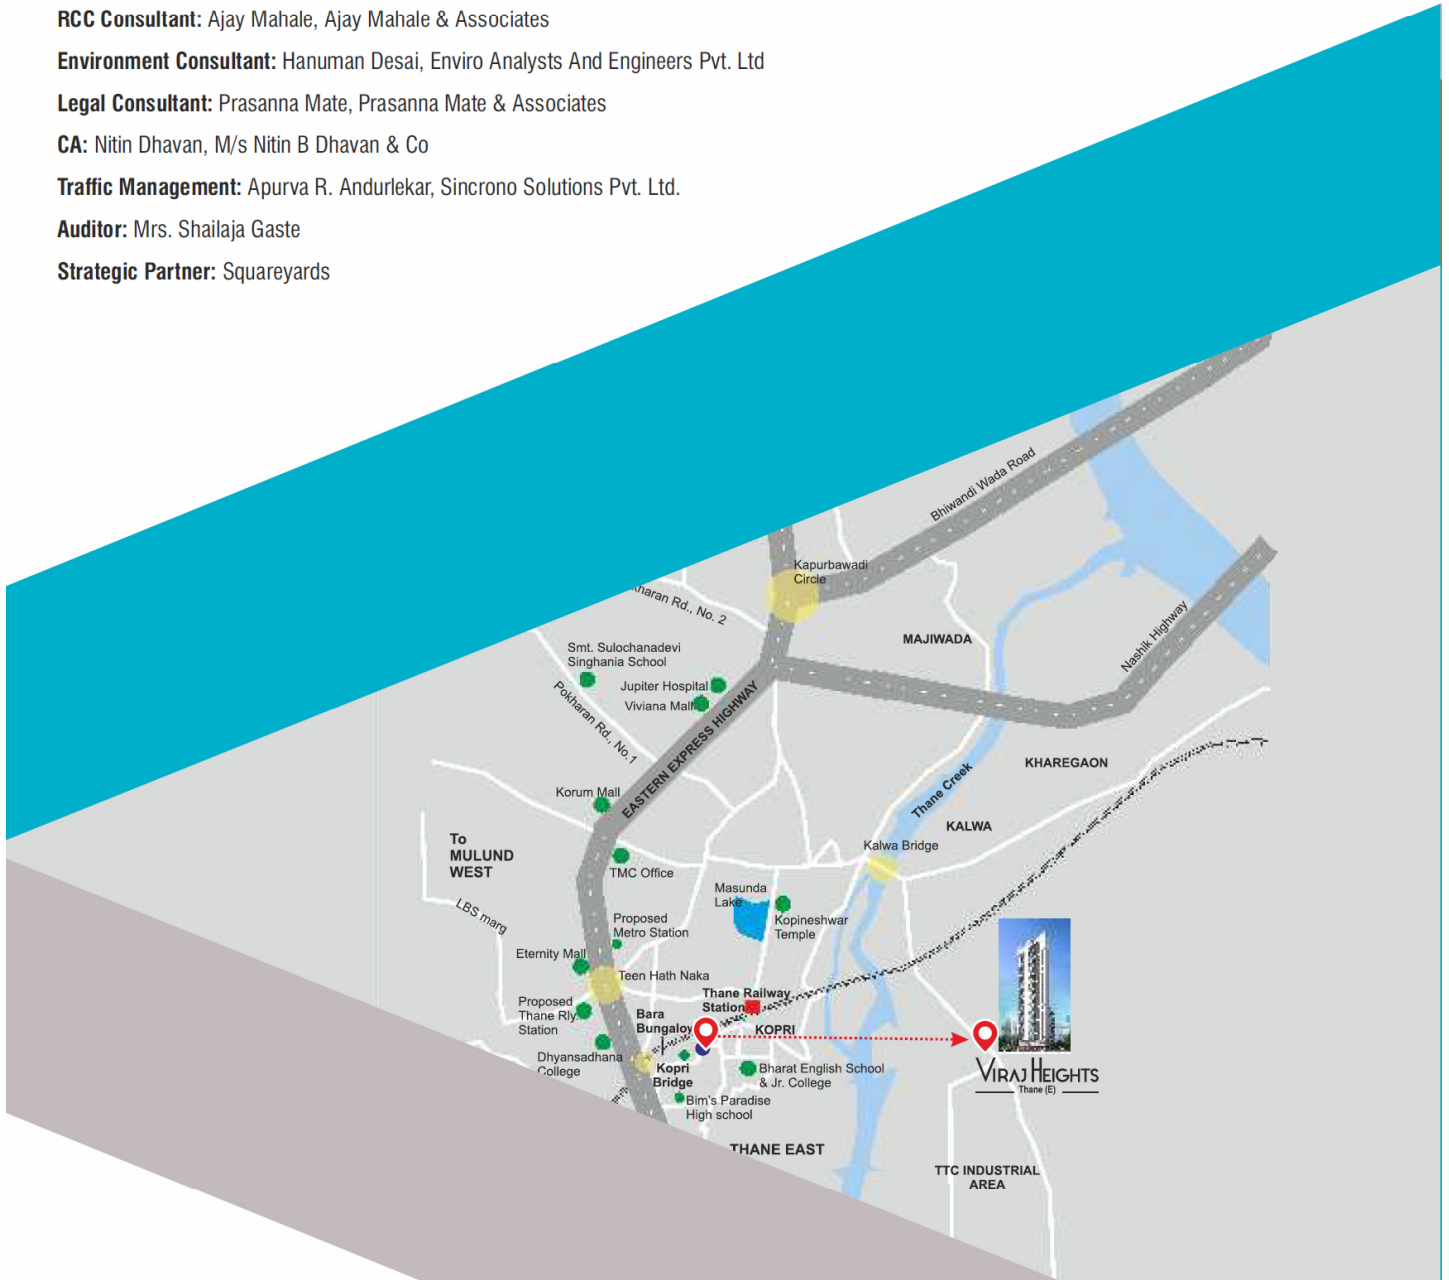 RCC Consultant: Ajay Mahale, Ajay Mahale & Associates
Environment Consultant: Hanuman Desai, Enviro Analysts And Engineers Pvt. Ltd
Legal Consultant: Prasanna Mate, Prasanna Mate & Associates
CA: Nitin Dhavan, M/s Nitin B Dhavan & Co
Traffic Management: Apurva R. Andurlekar, Sincrono Solutions Pvt. Ltd.
Auditor: Mrs. Shailaja Gaste
Strategic Partner: Squareyards
Bhiwandi Wada Road
Kapurbawadi
Circle
haran Rd., No. 2
MAJIWADA
Nashik Highway
Smt. Sulochanadevi
Singhania School
Jupiter Hospital
Viviana Mall
Pokharan Rd., No.1
EASTERN EXPRESS HIGHWAY
KHAREGAON
Thane Creek
Korum Mall
KALWA
To
MULUND
WEST
Kalwa Bridge
TMC Office
Masunda
Lake
LBS marg
Proposed
Metro Station
Kopineshwar
Temple
Eternity Mall
Teen Hath Naka
Thane Railway
Station
Proposed
Thane Rly.
Station
Bara
Bungalow
KOPRI
Dhyansadhana
College
Kopri
Bridge
Bharat English School
& Jr. College
VIRAJ HEIGHTS
Thane (E)
Bim's Paradise
High school
THANE EAST
TTC INDUSTRIAL
AREA